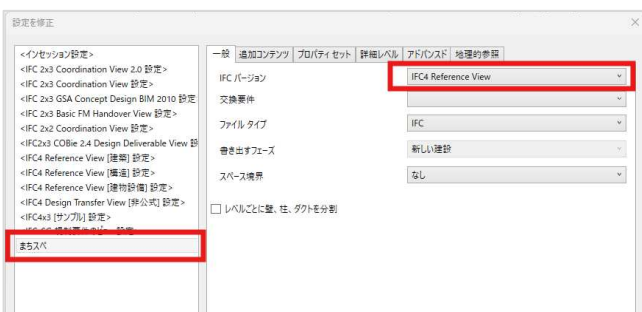 設定を修正
<インセッション設定>
<IFC 2x3 Coordination View 2.0 設定>
<IFC 2x3 Coordination View 設定>
<IFC 2x3 GSA Concept Design BIM 2010 設定
<IFC 2x3 Basic FM Handover View 設定>
<IFC 2x2 Coordination View 設定>
<IFC2x3 COBie 2.4 Design Deliverable View 設
<IFC4 Reference View [建築] 設定>
<IFC4 Reference View [構造] 設定>
<IFC4 Reference View [建物設備] 設定>
<IFC4 Design Transfer View [非公式] 設定>
<IFC4x3 [サンプル] 設定>
まちスペ
一般 追加コンテンツ プロパティ セット 詳細レベル アドバンスド 地理的参照
IFC バージョン IFC4 Reference View
交換要件
ファイル タイプ IFC
書き出すフェーズ 新しい建設
スペース境界 なし
レベルごとに壁、柱、ダクトを分割